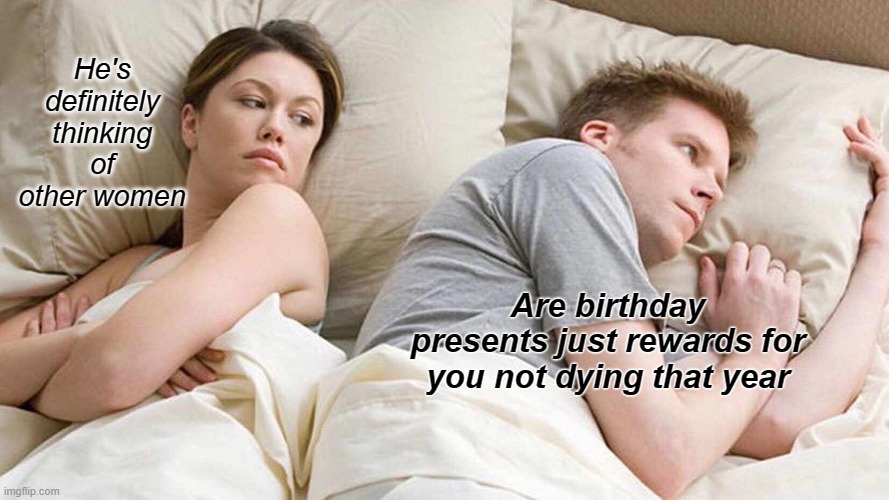 He's
definitely
thinking
of
other women
Are birthday
presents just rewards for
you not dying that year
imgflip.com